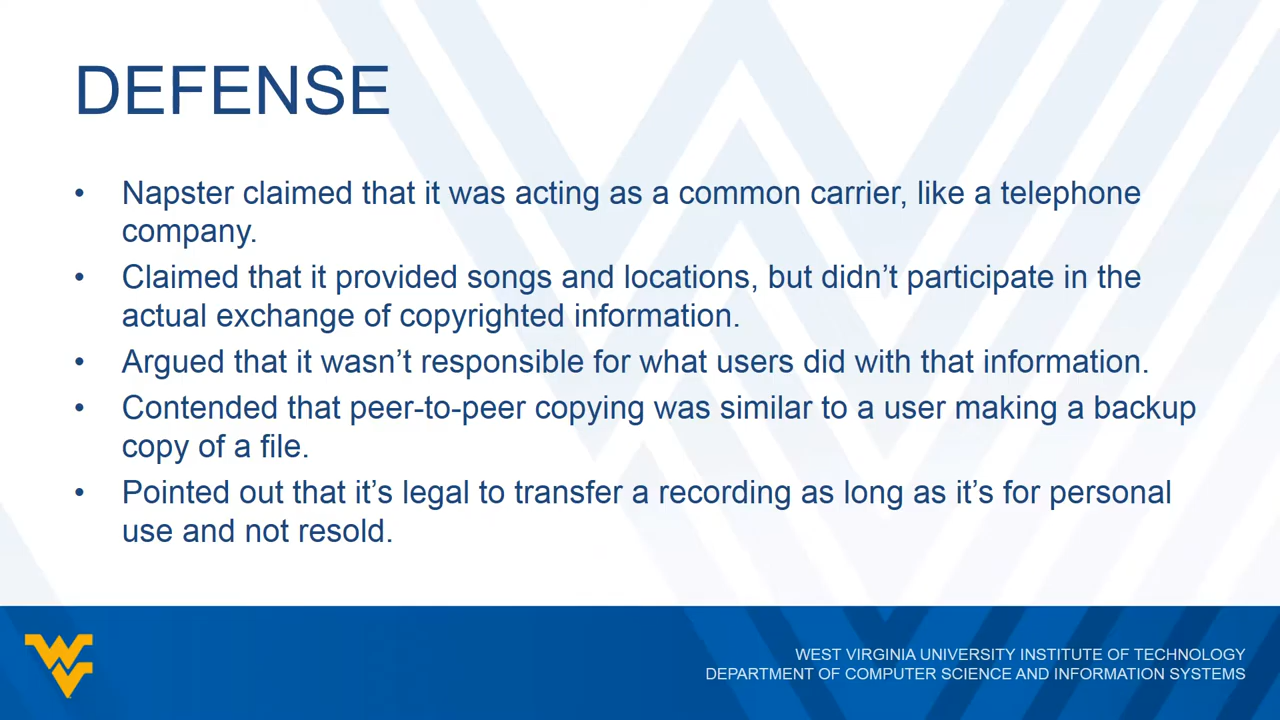 DEFENSE
• Napster claimed that it was acting as a common carrier, like a telephone
company.
• Claimed that it provided songs and locations, but didn’t participate in the
actual exchange of copyrighted information.
• Argued that it wasn’t responsible for what users did with that information.
• Contended that peer-to-peer copying was similar to a user making a backup
copy of a file.
• Pointed out that it’s legal to transfer a recording as long as it’s for personal
use and not resold.
WEST VIRGINIA UNIVERSITY INSTITUTE OF TECHNOLOGY
DEPARTMENT OF COMPUTER SCIENCE AND INFORMATION SYSTEMS